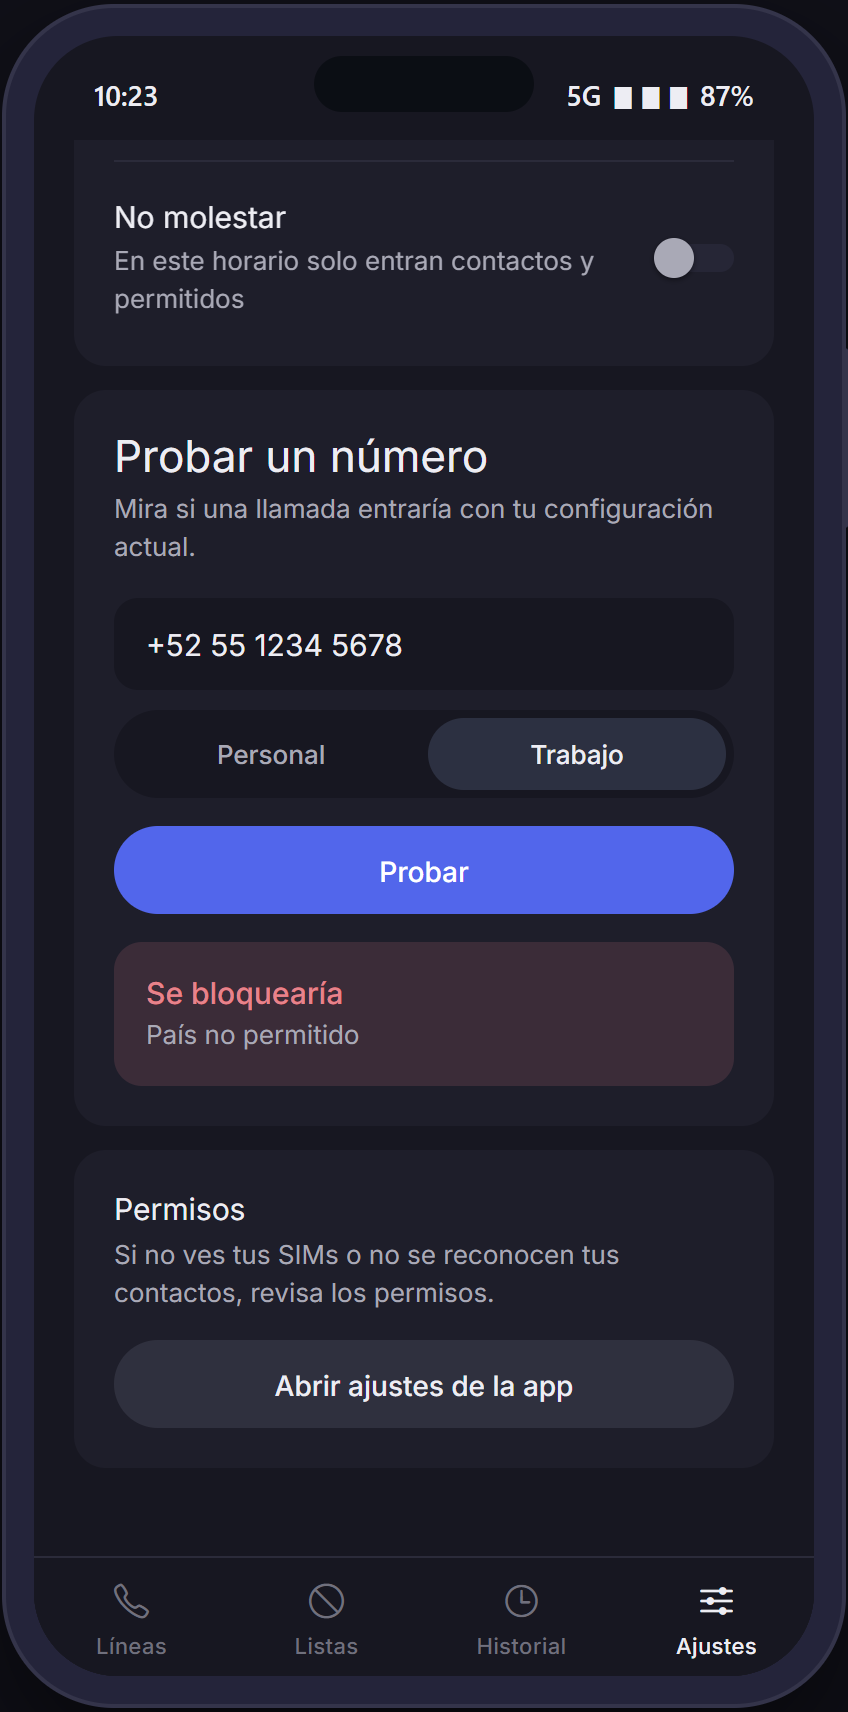 10:23
5G 87%
No molestar
En este horario solo entran contactos y
permitidos
Probar un número
Mira si una llamada entraría con tu configuración
actual.
+52 55 1234 5678
Personal
Trabajo
Probar
Se bloquearía
País no permitido
Permisos
Si no ves tus SIMs o no se reconocen tus
contactos, revisa los permisos.
Abrir ajustes de la app
Líneas
Listas
Historial
Ajustes